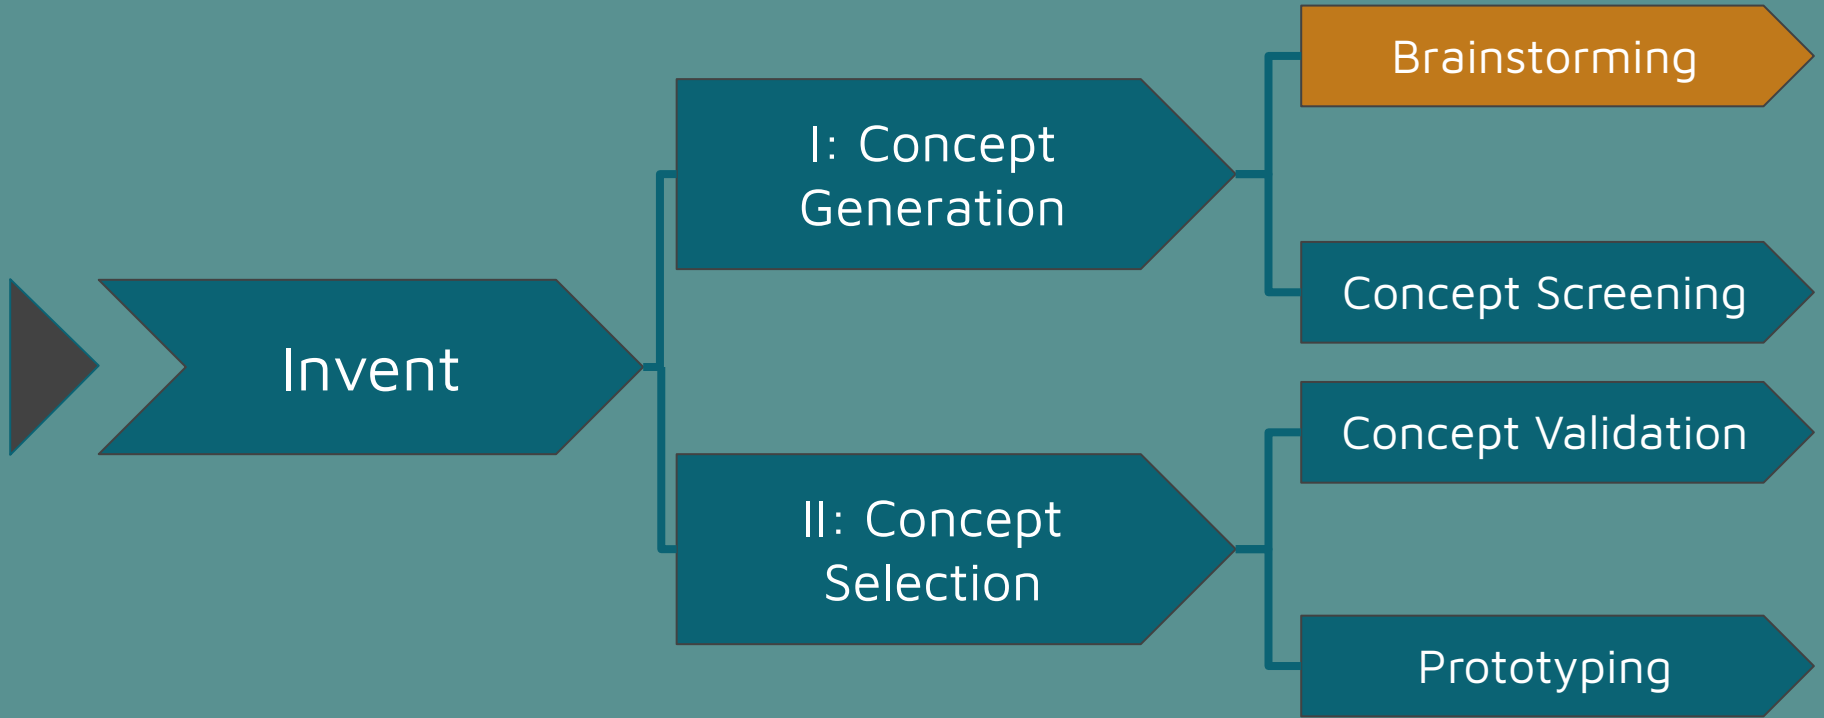 Brainstorming
I: Concept
Generation
Concept Screening
Invent
Concept Validation
II: Concept
Selection
Prototyping